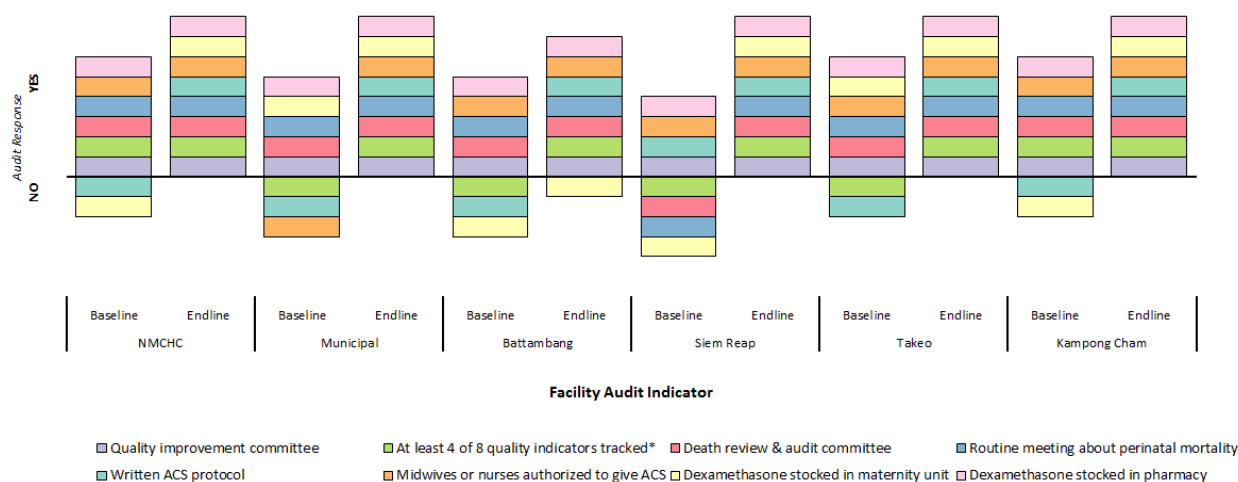 YES
Audit Response
NO
Baseline Endline Baseline Endline Baseline Endline Baseline Endline Baseline Endline Baseline Endline
NMCHC Municipal Battambang Siem Reap Takeo Kampong Cham
Facility Audit Indicator
Quality improvement committee At least 4 of 8 quality indicators tracked* Death review & audit committee Routine meeting about perinatal mortality
Written ACS protocol Midwives or nurses authorized to give ACS Dexamethasone stocked in maternity unit Dexamethasone stocked in pharmacy